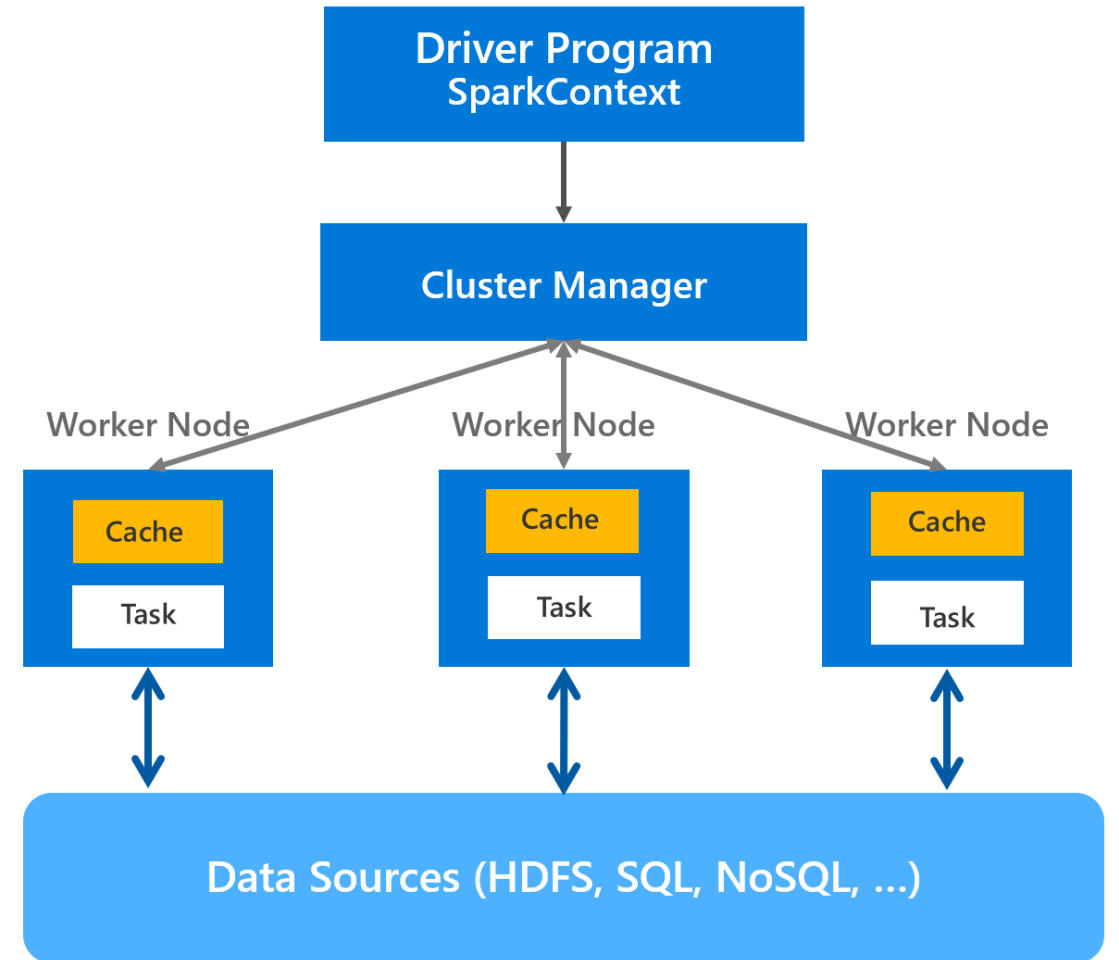 Driver Program
SparkContext
Cluster Manager
Worker Node
Worker Node
Worker Node
Cache
Cache
Cache
Task
Task
Task
Data Sources (HDFS, SQL, NoSQL, ...)